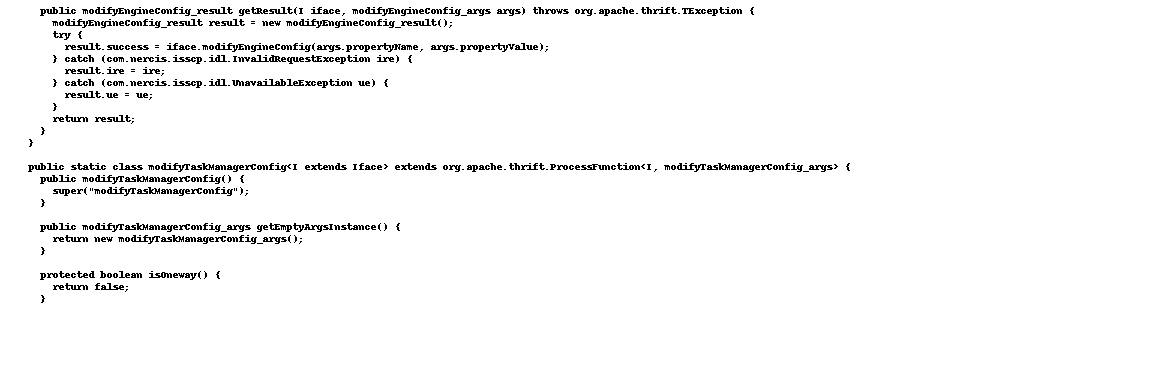 public modifyEngineConfig_result getResult(I iface, modifyEngineConfig_args args) throws org.apache.thrift.TException {
modifyEngineConfig_result result = new modifyEngineConfig_result();
try {
result.success = iface.modifyEngineConfig(args.propertyName, args.propertyValue);
} catch (com.nercis.isscp.idl.InvalidRequestException ire) {
result.ire = ire;
} catch (com.nercis.isscp.idl.UnavailableException ue) {
result.ue = ue;
}
return result;
}
}
public static class modifyTaskManagerConfig<I extends Iface> extends org.apache.thrift.ProcessFunction<I, modifyTaskManagerConfig_args> {
public modifyTaskManagerConfig() {
super("modifyTaskManagerConfig");
}
public modifyTaskManagerConfig_args getEmptyArgsInstance() {
return new modifyTaskManagerConfig_args();
}
protected boolean isOneway() {
return false;
}